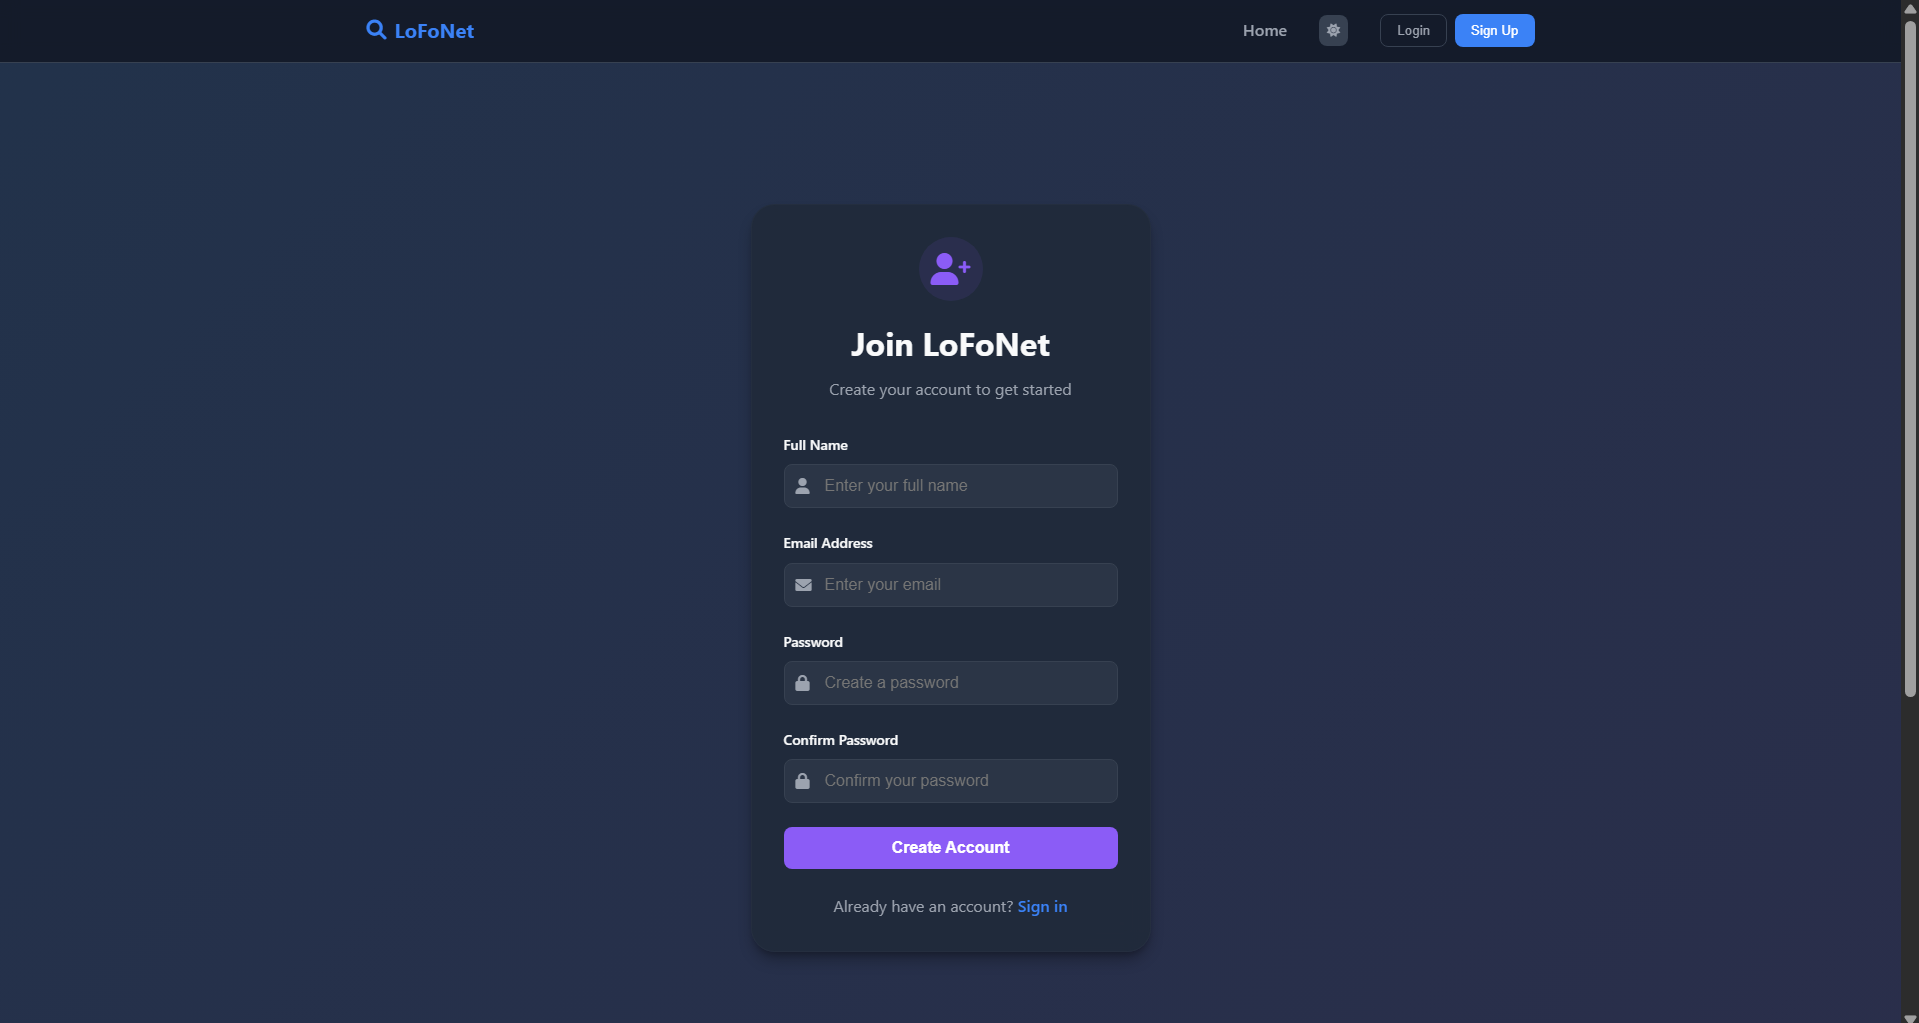 LoFoNet
Home
Login
Sign Up
Join LoFoNet
Create your account to get started
Full Name
Enter your full name
Email Address
Enter your email
Password
Create a password
Confirm Password
Confirm your password
Create Account
Already have an account? Sign in